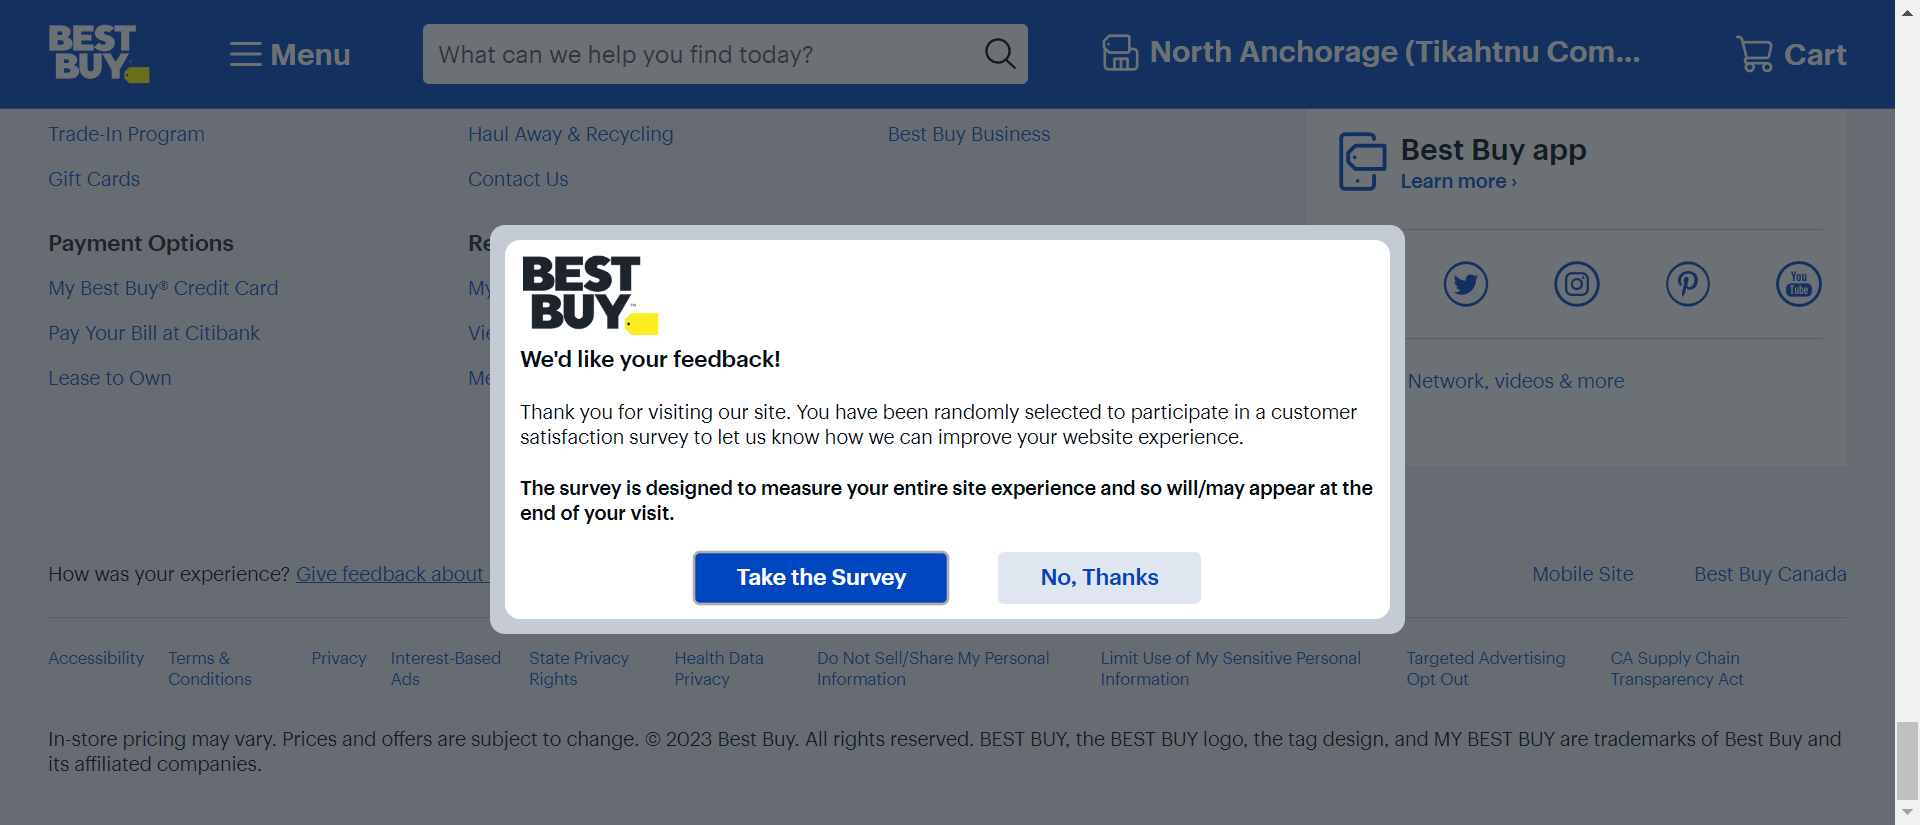 BEST BUY
Menu
What can we help you find today?
North Anchorage (Tikahtnu Com...
Cart
Trade-In Program
Haul Away & Recycling
Best Buy Business
Gift Cards
Contact Us
Best Buy app
Learn more ›
Payment Options
Re
My Best Buy® Credit Card
My
Pay Your Bill at Citibank
Vie
Lease to Own
Me
You
Tube
Network, videos & more
BEST
BUY™
We'd like your feedback!
Thank you for visiting our site. You have been randomly selected to participate in a customer
satisfaction survey to let us know how we can improve your website experience.
The survey is designed to measure your entire site experience and so will/may appear at the
end of your visit.
Take the Survey
No, Thanks
How was your experience? Give feedback about
Mobile Site
Best Buy Canada
Accessibility
Terms &
Conditions
Privacy
Interest-Based
Ads
State Privacy
Rights
Health Data
Privacy
Do Not Sell/Share My Personal
Information
Limit Use of My Sensitive Personal
Information
Targeted Advertising
Opt Out
CA Supply Chain
Transparency Act
In-store pricing may vary. Prices and offers are subject to change. © 2023 Best Buy. All rights reserved. BEST BUY, the BEST BUY logo, the tag design, and MY BEST BUY are trademarks of Best Buy and
its affiliated companies.